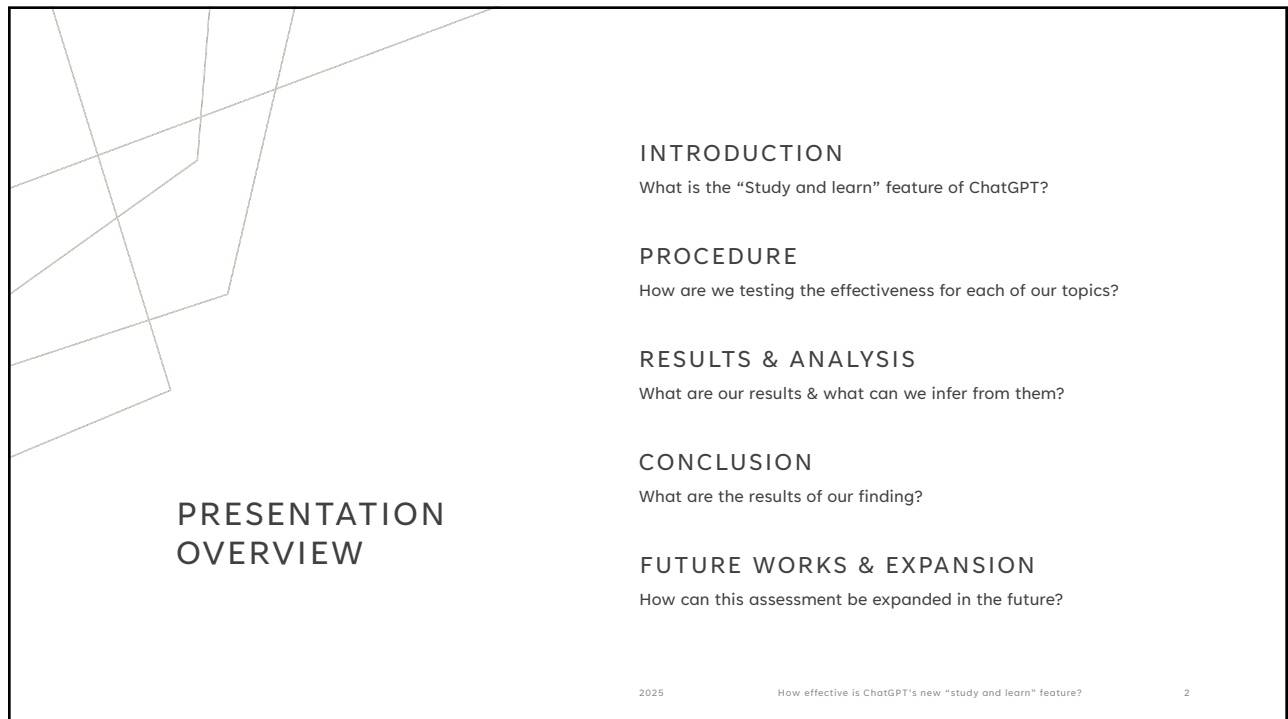 PRESENTATION
OVERVIEW
INTRODUCTION
What is the “Study and learn” feature of ChatGPT?
PROCEDURE
How are we testing the effectiveness for each of our topics?
RESULTS & ANALYSIS
What are our results & what can we infer from them?
CONCLUSION
What are the results of our finding?
FUTURE WORKS & EXPANSION
How can this assessment be expanded in the future?
2025 How effective is ChatGPT's new “study and learn” feature? 2